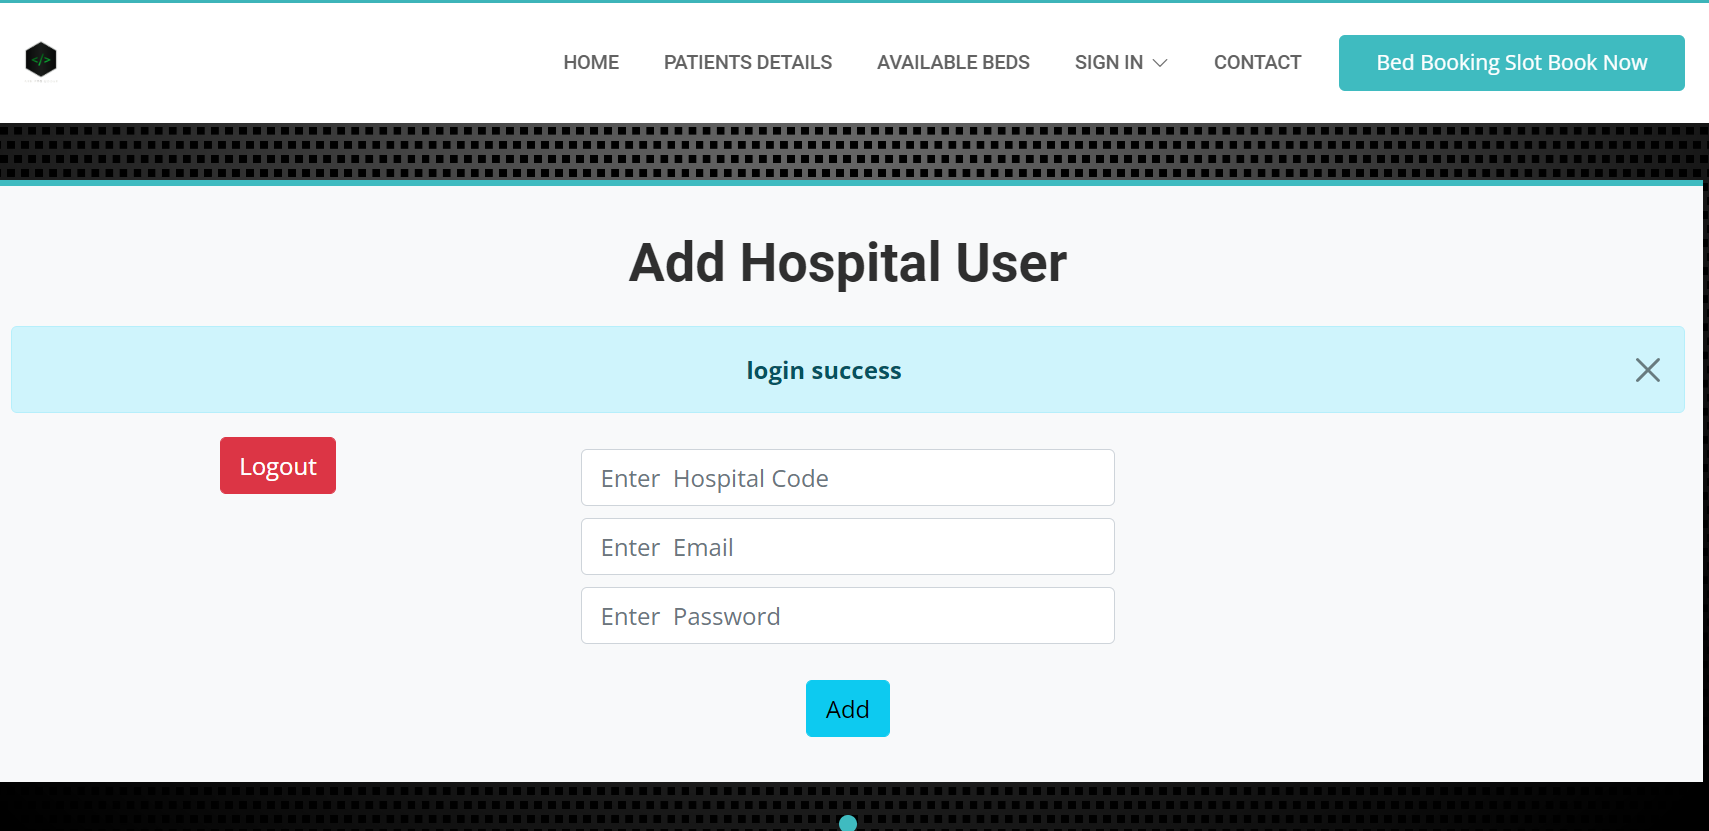 </>
HOME PATIENTS DETAILS AVAILABLE BEDS SIGN IN CONTACT Bed Booking Slot Book Now
Add Hospital User
login success
Logout
Enter Hospital Code
Enter Email
Enter Password
Add